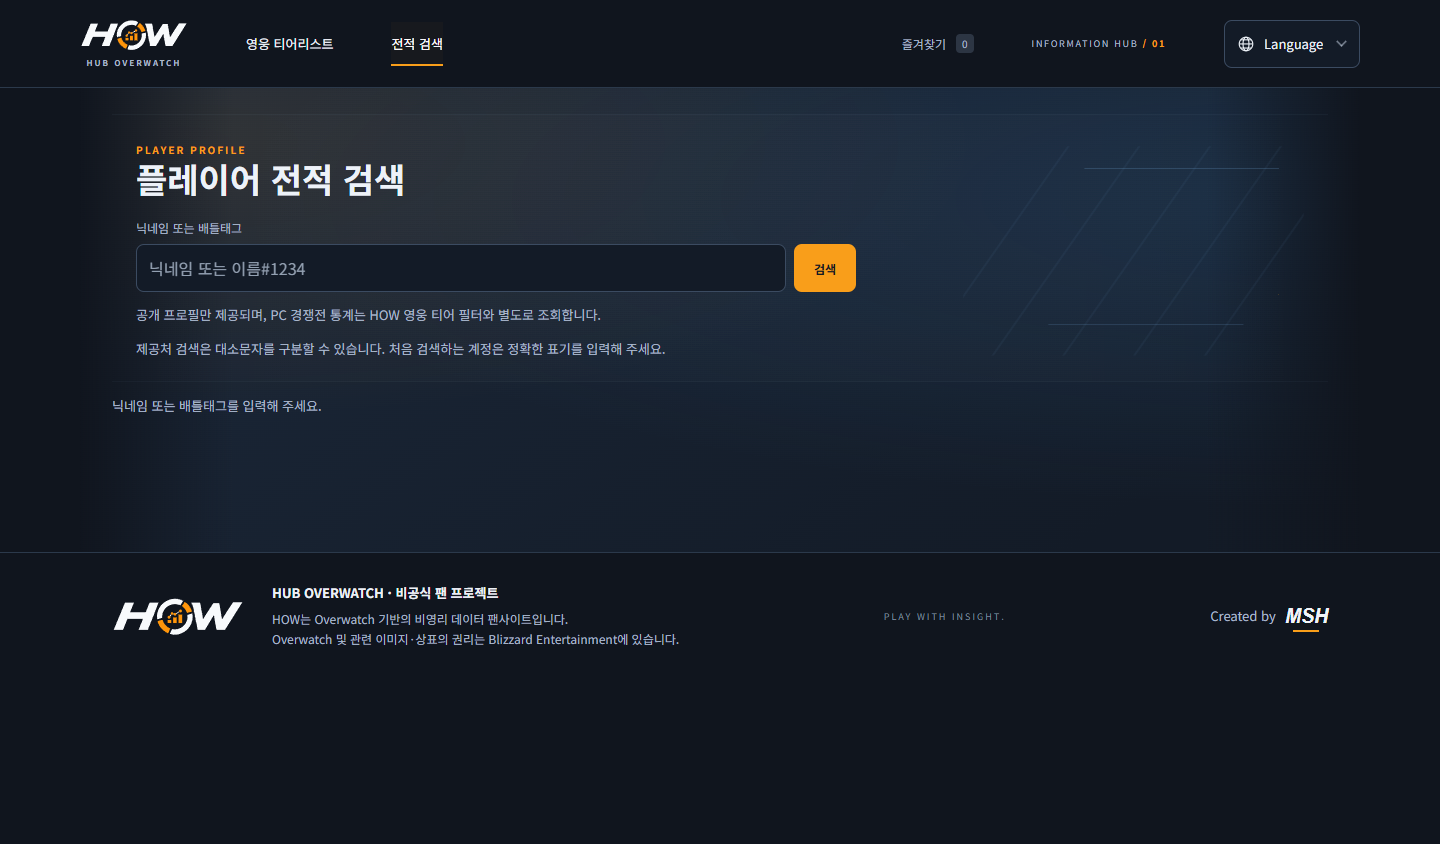 HOW
HUB OVERWATCH
영웅 티어리스트
전적 검색
즐겨찾기 0
INFORMATION HUB / 01
Language
PLAYER PROFILE
플레이어 전적 검색
닉네임 또는 배틀태그
닉네임 또는 이름#1234
검색
공개 프로필만 제공되며, PC 경쟁전 통계는 HOW 영웅 티어 필터와 별도로 조회합니다.
제공처 검색은 대소문자를 구분할 수 있습니다. 처음 검색하는 계정은 정확한 표기를 입력해 주세요.
닉네임 또는 배틀태그를 입력해 주세요.
HOW
HUB OVERWATCH · 비공식 팬 프로젝트
HOW는 Overwatch 기반의 비영리 데이터 팬사이트입니다.
Overwatch 및 관련 이미지·상표의 권리는 Blizzard Entertainment에 있습니다.
PLAY WITH INSIGHT.
Created by MSH